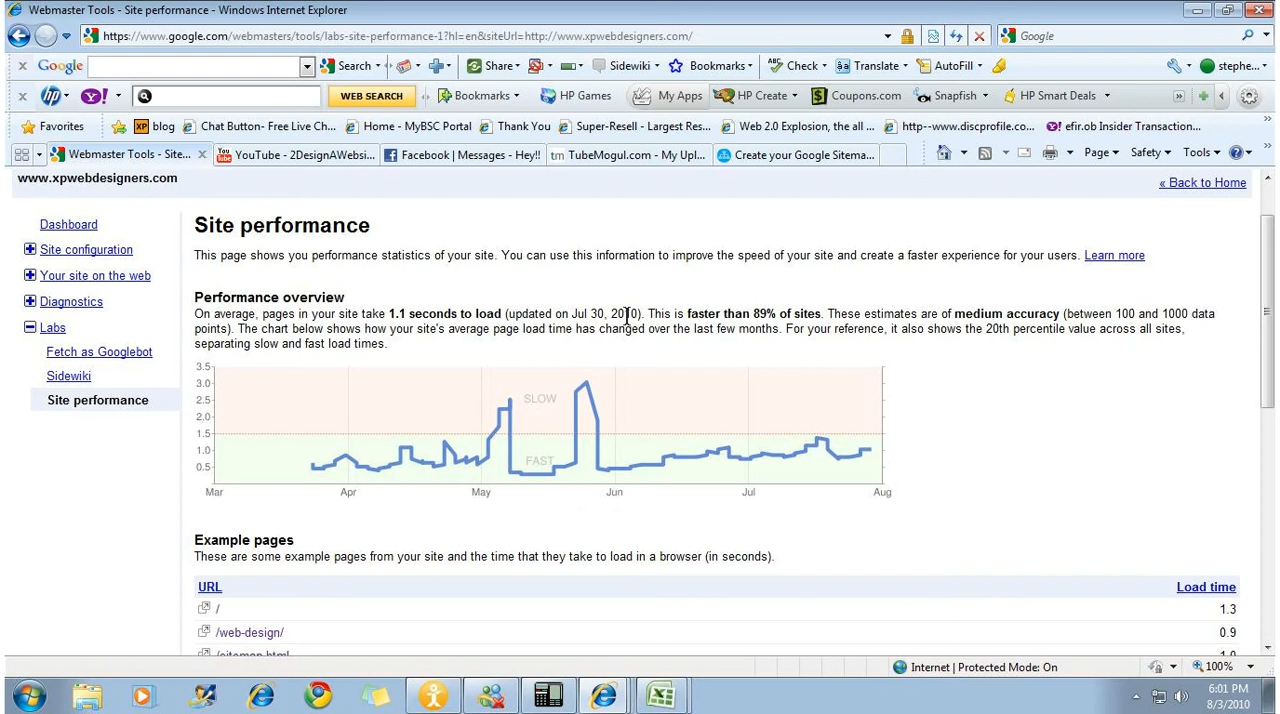 Webmaster Tools - Site performance - Windows Internet Explorer
https://www.google.com/webmasters/tools/labs-site-performance-1?hl=en&siteUrl=http://www.xpwebdesigners.com/
Google
Google Search Share Sidewiki Bookmarks Check Translate AutoFill stephe...
hp Y! WEB SEARCH Bookmarks HP Games My Apps HP Create Coupons.com Snapfish HP Smart Deals
Favorites XP blog Chat Button- Free Live Ch... Home - MyBSC Portal Thank You Super-Resell - Largest Res... Web 2.0 Explosion, the all ... http--www.discprofile.co... efir.ob Insider Transaction...
Webmaster Tools - Site... YouTube - 2DesignAWebsi... Facebook | Messages - Hey!! tm TubeMogul.com - My Upl... Create your Google Sitema... Page Safety Tools
www.xpwebdesigners.com
« Back to Home
Dashboard
Site configuration
Your site on the web
Diagnostics
Labs
Fetch as Googlebot
Sidewiki
Site performance
Site performance
This page shows you performance statistics of your site. You can use this information to improve the speed of your site and create a faster experience for your users. Learn more
Performance overview
On average, pages in your site take 1.1 seconds to load (updated on Jul 30, 2010). This is faster than 89% of sites. These estimates are of medium accuracy (between 100 and 1000 data
points). The chart below shows how your site's average page load time has changed over the last few months. For your reference, it also shows the 20th percentile value across all sites,
separating slow and fast load times.
3.5
3.0
2.5
2.0
1.5
1.0
0.5
SLOW
FAST
Mar Apr May Jun Jul Aug
Example pages
These are some example pages from your site and the time that they take to load in a browser (in seconds).
URL Load time
/ 1.3
/web-design/ 0.9
/sitemap.html 1.0
Internet | Protected Mode: On 100%
6:01 PM
8/3/2010